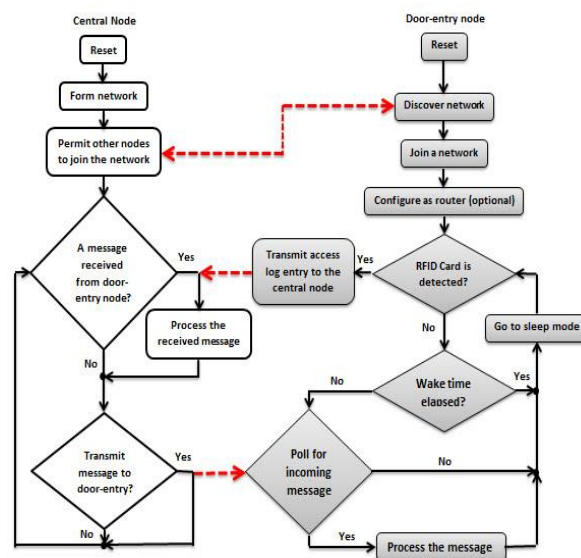 Central Node
Reset
Form network
Permit other nodes
to join the network
A message
received
from door-
entry node?
Yes
Process the
received message
No
Transmit
message to
door-entry?
Yes
No
Door-entry node
Reset
Discover network
Join a network
Configure as router (optional)
RFID Card is
detected?
Yes
Transmit access
log entry to the
central node
No
Go to sleep mode
Wake time
elapsed?
Yes
No
Poll for
incoming
message
No
Yes
Process the message